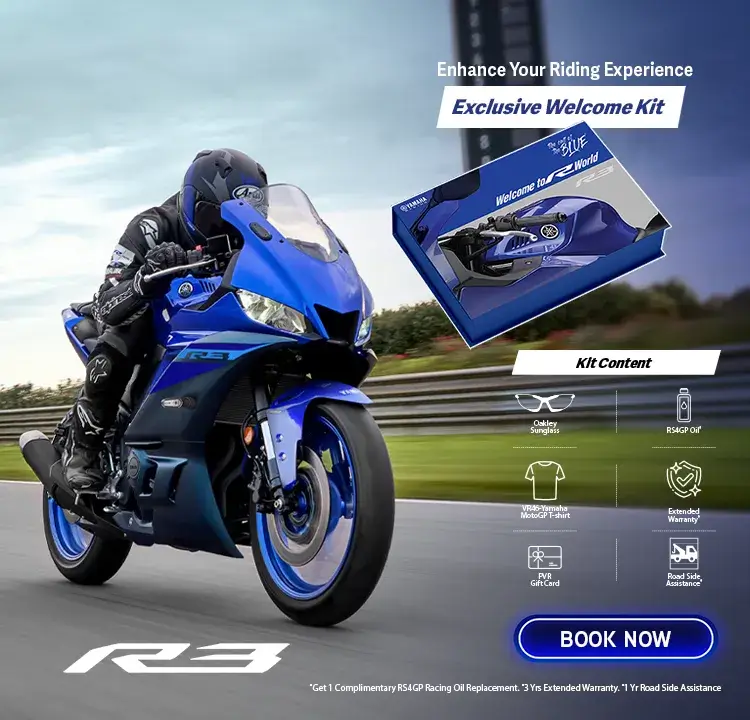 Enhance Your Riding Experience
Exclusive Welcome Kit
The call of
the BLUE
Welcome to R World
R3
YAMAHA
Kit Content
Oakley
Sunglass
RS4GP Oil*
VR46-Yamaha
MotoGP T-shirt
Extended
Warranty*
PVR
Gift Card
Road Side
Assistance*
Arai
R3
BOOK NOW
R3
*Get 1 Complimentary RS4GP Racing Oil Replacement. *3 Yrs Extended Warranty. *1 Yr Road Side Assistance